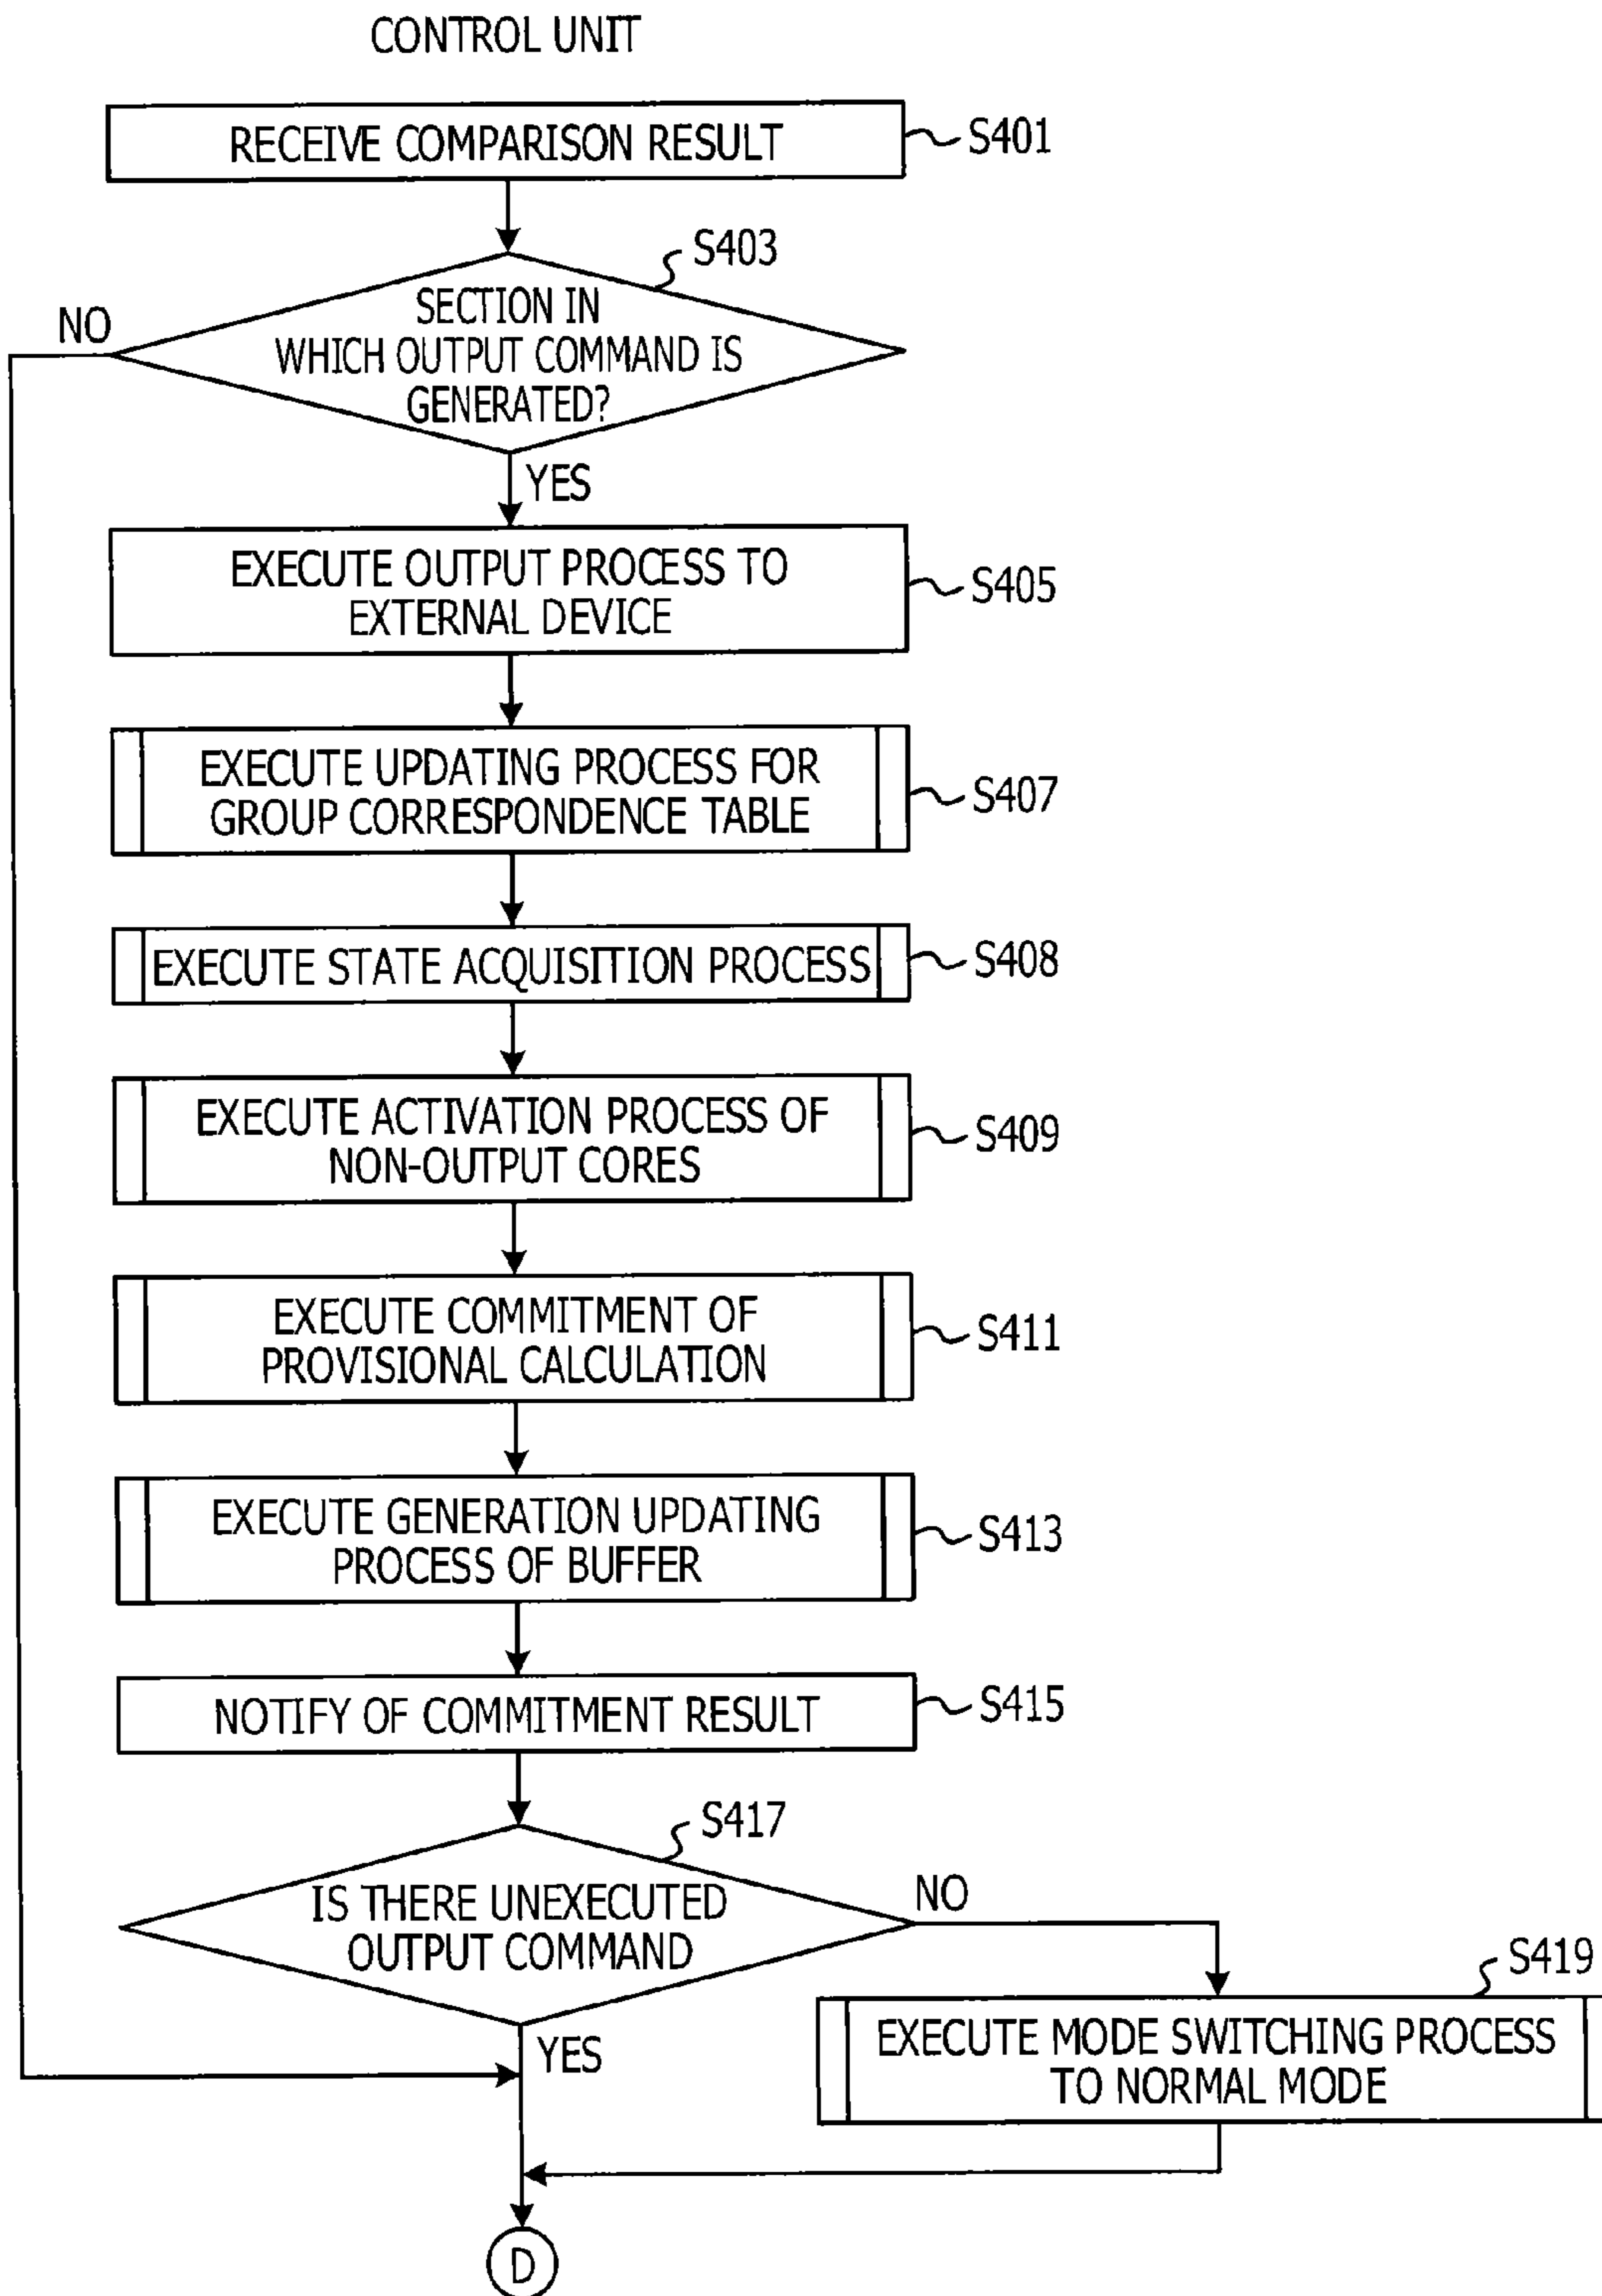 CONTROL UNIT
RECEIVE COMPARISON RESULT
S401
S403
SECTION IN
WHICH OUTPUT COMMAND IS
GENERATED?
NO
YES
EXECUTE OUTPUT PROCESS TO
EXTERNAL DEVICE
S405
EXECUTE UPDATING PROCESS FOR
GROUP CORRESPONDENCE TABLE
S407
EXECUTE STATE ACQUISITION PROCESS
S408
EXECUTE ACTIVATION PROCESS OF
NON-OUTPUT CORES
S409
EXECUTE COMMITMENT OF
PROVISIONAL CALCULATION
S411
EXECUTE GENERATION UPDATING
PROCESS OF BUFFER
S413
NOTIFY OF COMMITMENT RESULT
S415
S417
IS THERE UNEXECUTED
OUTPUT COMMAND
NO
YES
S419
EXECUTE MODE SWITCHING PROCESS
TO NORMAL MODE
D